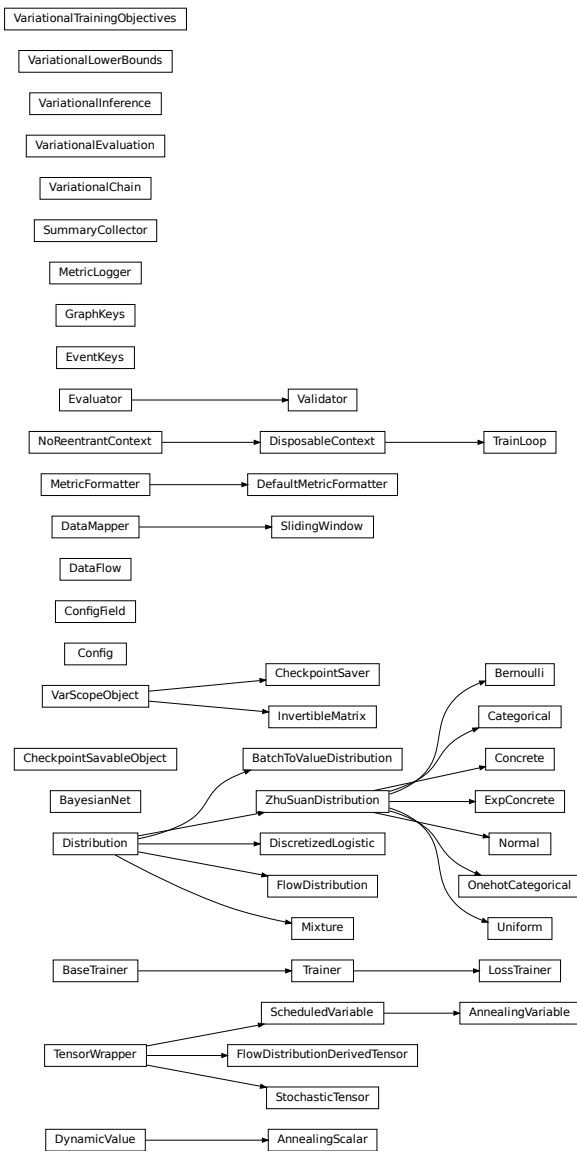 VariationalTrainingObjectives
VariationalLowerBounds
VariationalInference
VariationalEvaluation
VariationalChain
SummaryCollector
MetricLogger
GraphKeys
EventKeys
Evaluator
Validator
NoReentrantContext
DisposableContext
TrainLoop
MetricFormatter
DefaultMetricFormatter
DataMapper
SlidingWindow
DataFlow
ConfigField
Config
VarScopeObject
CheckpointSaver
InvertibleMatrix
CheckpointSavableObject
BayesianNet
Distribution
BatchToValueDistribution
ZhuSuanDistribution
DiscretizedLogistic
FlowDistribution
Mixture
Bernoulli
Categorical
Concrete
ExpConcrete
Normal
OnehotCategorical
Uniform
BaseTrainer
Trainer
LossTrainer
TensorWrapper
ScheduledVariable
AnnealingVariable
FlowDistributionDerivedTensor
StochasticTensor
DynamicValue
AnnealingScalar